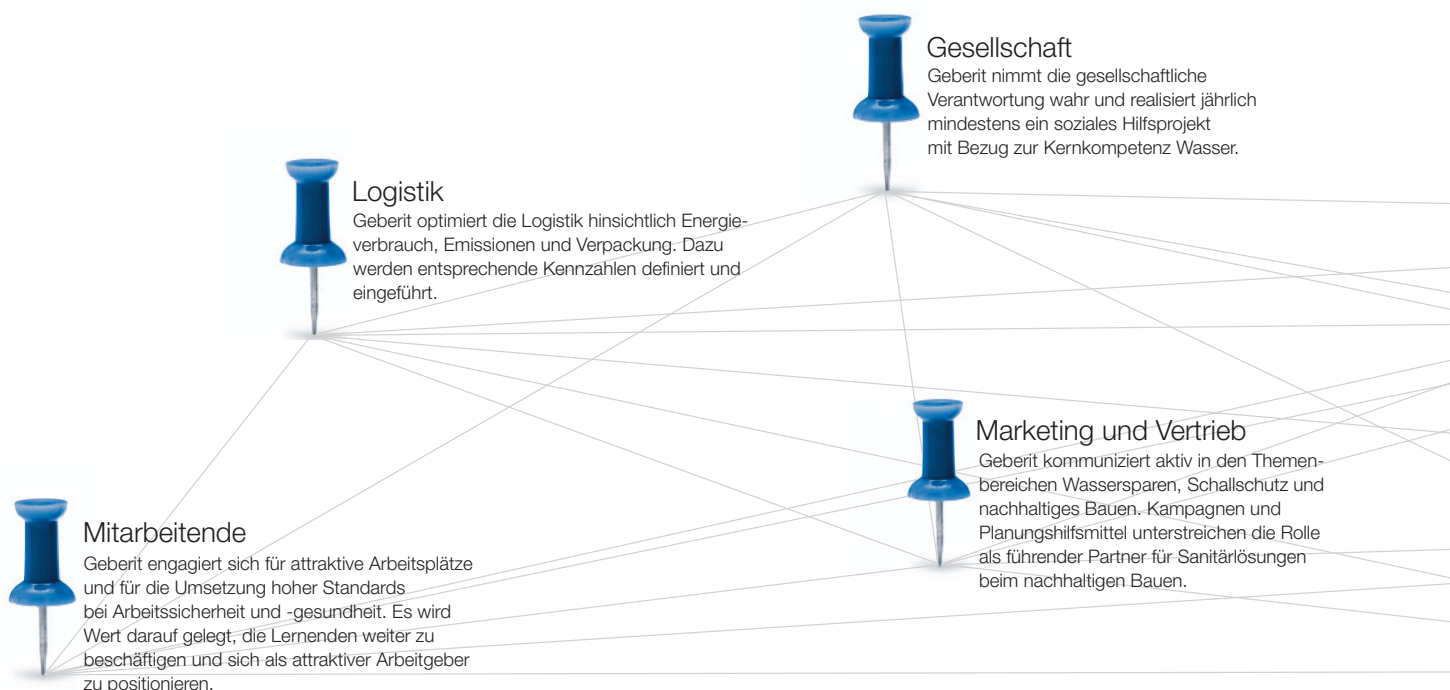 Gesellschaft
Geberit nimmt die gesellschaftliche
Verantwortung wahr und realisiert jährlich
mindestens ein soziales Hilfsprojekt
mit Bezug zur Kernkompetenz Wasser.
Logistik
Geberit optimiert die Logistik hinsichtlich Energie-
verbrauch, Emissionen und Verpackung. Dazu
werden entsprechende Kennzahlen definiert und
eingeführt.
Marketing und Vertrieb
Geberit kommuniziert aktiv in den Themen-
bereichen Wassersparen, Schallschutz und
nachhaltiges Bauen. Kampagnen und
Planungshilfsmittel unterstreichen die Rolle
als führender Partner für Sanitärlösungen
beim nachhaltigen Bauen.
Mitarbeitende
Geberit engagiert sich für attraktive Arbeitsplätze
und für die Umsetzung hoher Standards
bei Arbeitssicherheit und -gesundheit. Es wird
Wert darauf gelegt, die Lernenden weiter zu
beschäftigen und sich als attraktiver Arbeitgeber
zu positionieren.